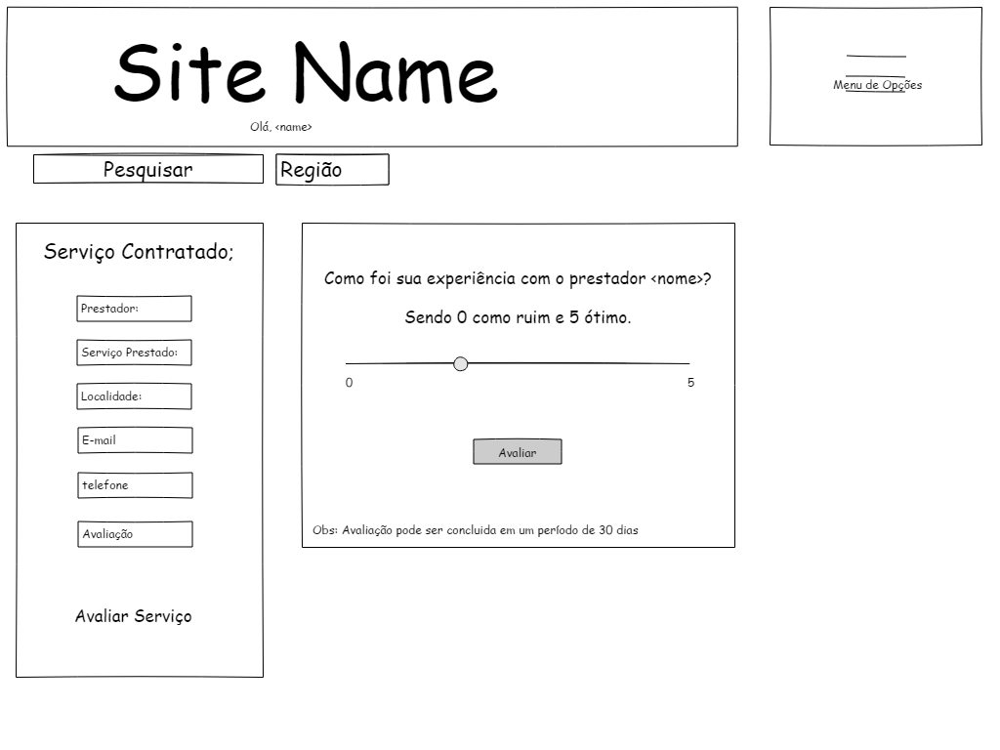 Site Name
Olá, <name>
Menu de Opções
Pesquisar
Região
Serviço Contratado;
Prestador:
Serviço Prestado:
Localidade:
E-mail
telefone
Avaliação
Avaliar Serviço
Como foi sua experiência com o prestador <nome>?
Sendo 0 como ruim e 5 ótimo.
0
5
Avaliar
Obs: Avaliação pode ser concluida em um período de 30 dias